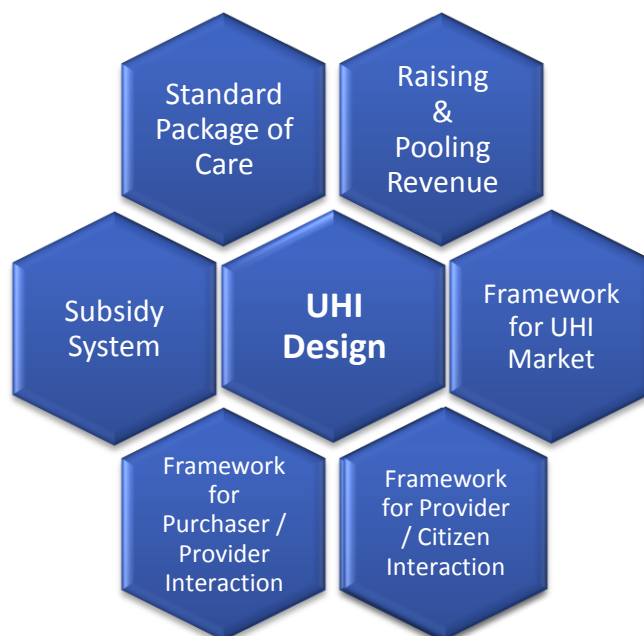 Standard
Package of
Care
Raising
&
Pooling
Revenue
Subsidy
System
UHI
Design
Framework
for UHI
Market
Framework
for
Purchaser /
Provider
Interaction
Framework
for Provider
/ Citizen
Interaction